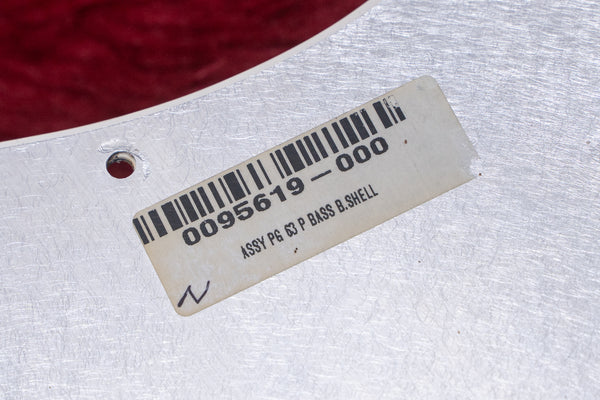 0095619-000
ASSY PG 63 P BASS B.SHELL
N